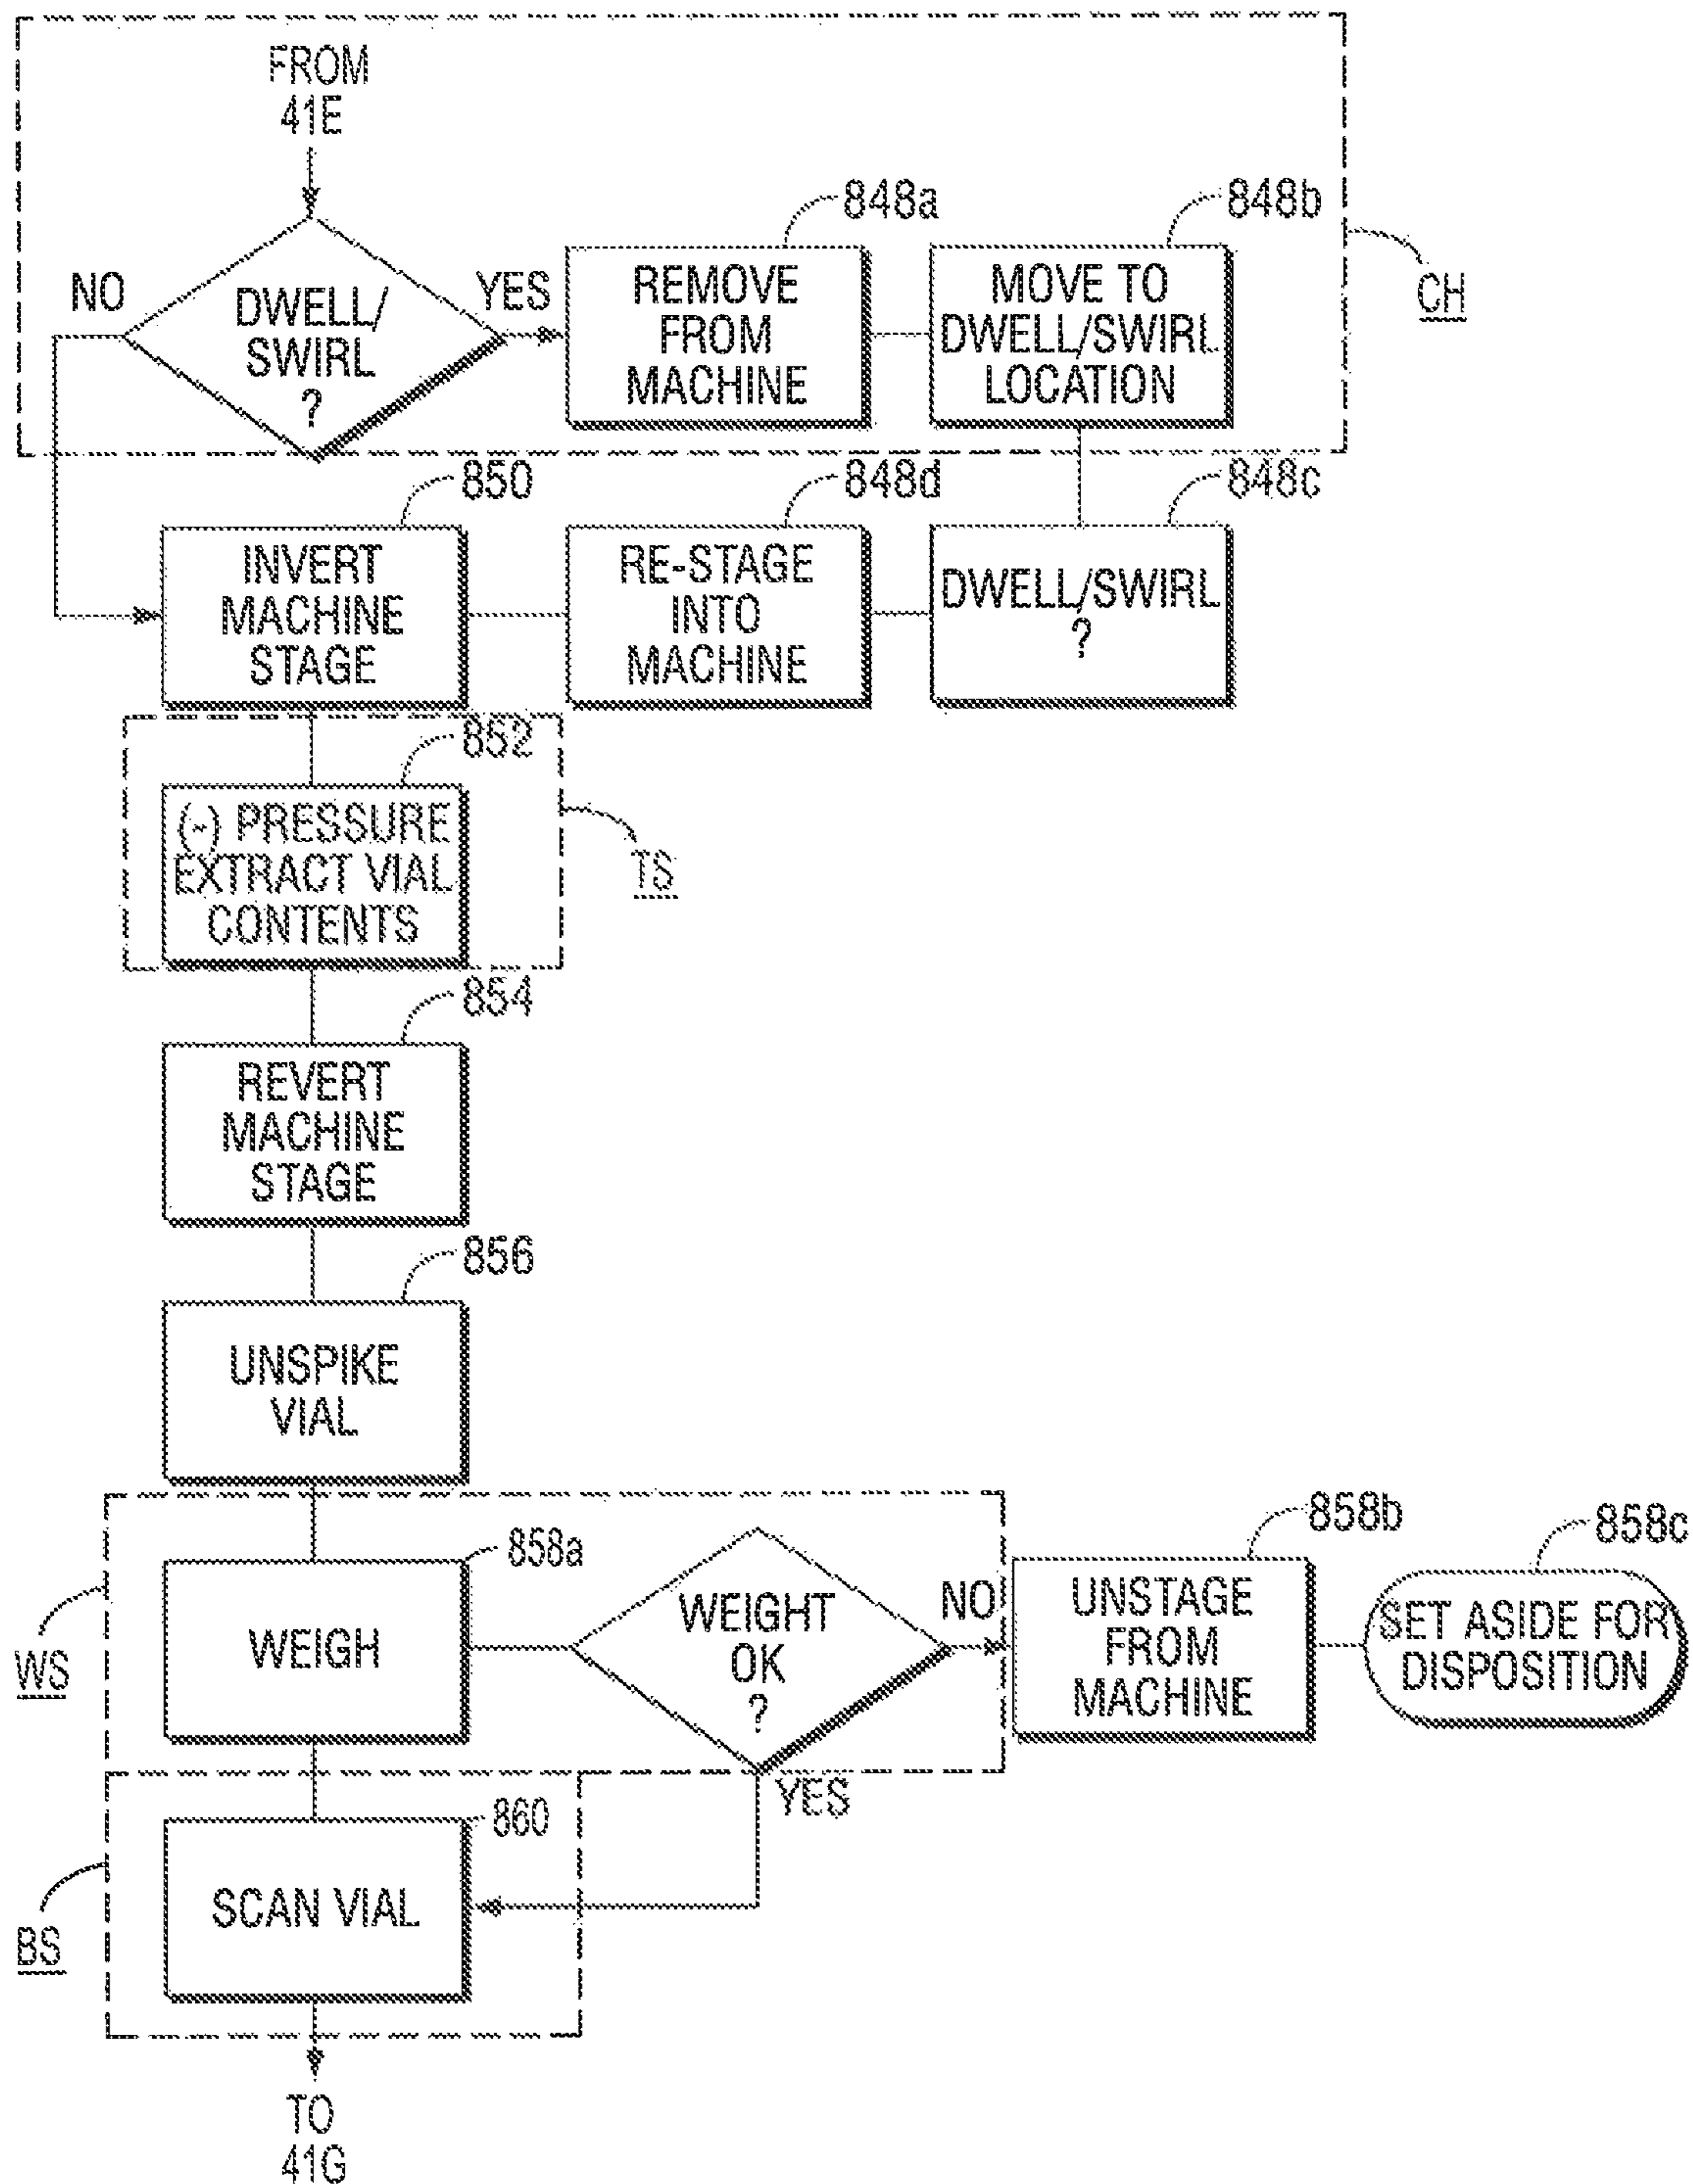 FROM
41E
848a
848b
NO
DWELL/
SWIRL
?
YES
REMOVE
FROM
MACHINE
MOVE TO
DWELL/SWIRL
LOCATION
CH
850
848d
848c
INVERT
MACHINE
STAGE
RE-STAGE
INTO
MACHINE
DWELL/SWIRL
?
852
(-) PRESSURE
EXTRACT VIAL
CONTENTS
TS
854
REVERT
MACHINE
STAGE
856
UNSPIKE
VIAL
858a
858b
858c
WS
WEIGH
WEIGHT
OK
?
NO
UNSTAGE
FROM
MACHINE
SET ASIDE FOR
DISPOSITION
YES
860
SCAN VIAL
BS
TO
41G